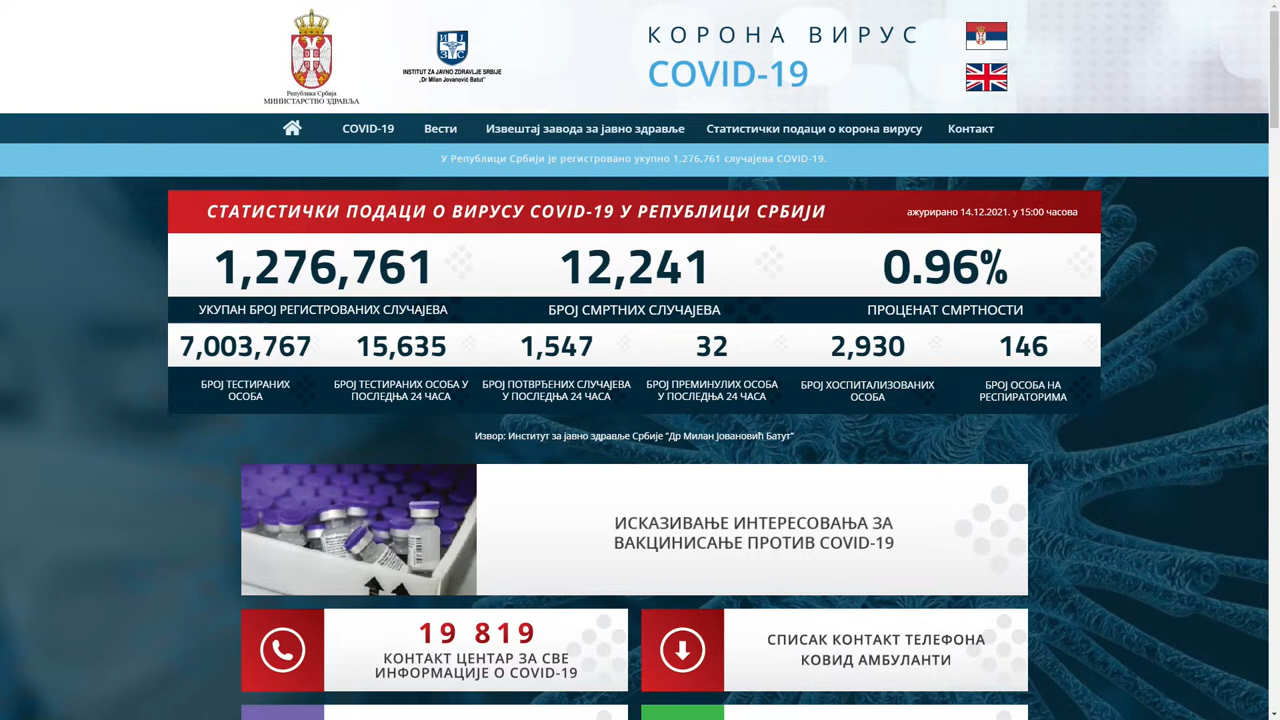 Република Србија
МИНИСТАРСТВО ЗДРАВЉА
INSTITUT ZA JAVNO ZDRAVLJE SRBIJE
„Dr Milan Jovanović Batut"
КОРОНА ВИРУС
COVID-19
COVID-19 Вести Извештај завода за јавно здравље Статистички подаци о корона вирусу Контакт
У Републици Србији је регистровано укупно 1,276,761 случајева COVID-19.
СТАТИСТИЧКИ ПОДАЦИ О ВИРУСУ COVID-19 У РЕПУБЛИЦИ СРБИЈИ
ажурирано 14.12.2021. у 15:00 часова
1,276,761 12,241 0.96%
УКУПАН БРОЈ РЕГИСТРОВАНИХ СЛУЧАЈЕВА БРОЈ СМРТНИХ СЛУЧАЈЕВА ПРОЦЕНАТ СМРТНОСТИ
7,003,767 15,635 1,547 32 2,930 146
БРОЈ ТЕСТИРАНИХ
ОСОБА
БРОЈ ТЕСТИРАНИХ ОСОБА У
ПОСЛЕДЊА 24 ЧАСА
БРОЈ ПОТВРЂЕНИХ СЛУЧАЈЕВА
У ПОСЛЕДЊА 24 ЧАСА
БРОЈ ПРЕМИНУЛИХ ОСОБА
У ПОСЛЕДЊА 24 ЧАСА
БРОЈ ХОСПИТАЛИЗОВАНИХ
ОСОБА
БРОЈ ОСОБА НА
РЕСПИРАТОРИМА
Извор: Институт за јавно здравље Србије "Др Милан Јовановић Батут"
ИСКАЗИВАЊЕ ИНТЕРЕСОВАЊА ЗА
ВАКЦИНИСАЊЕ ПРОТИВ COVID-19
19 819
КОНТАКТ ЦЕНТАР ЗА СВЕ
ИНФОРМАЦИЈЕ О COVID-19
СПИСАК КОНТАКТ ТЕЛЕФОНА
КОВИД АМБУЛАНТИ